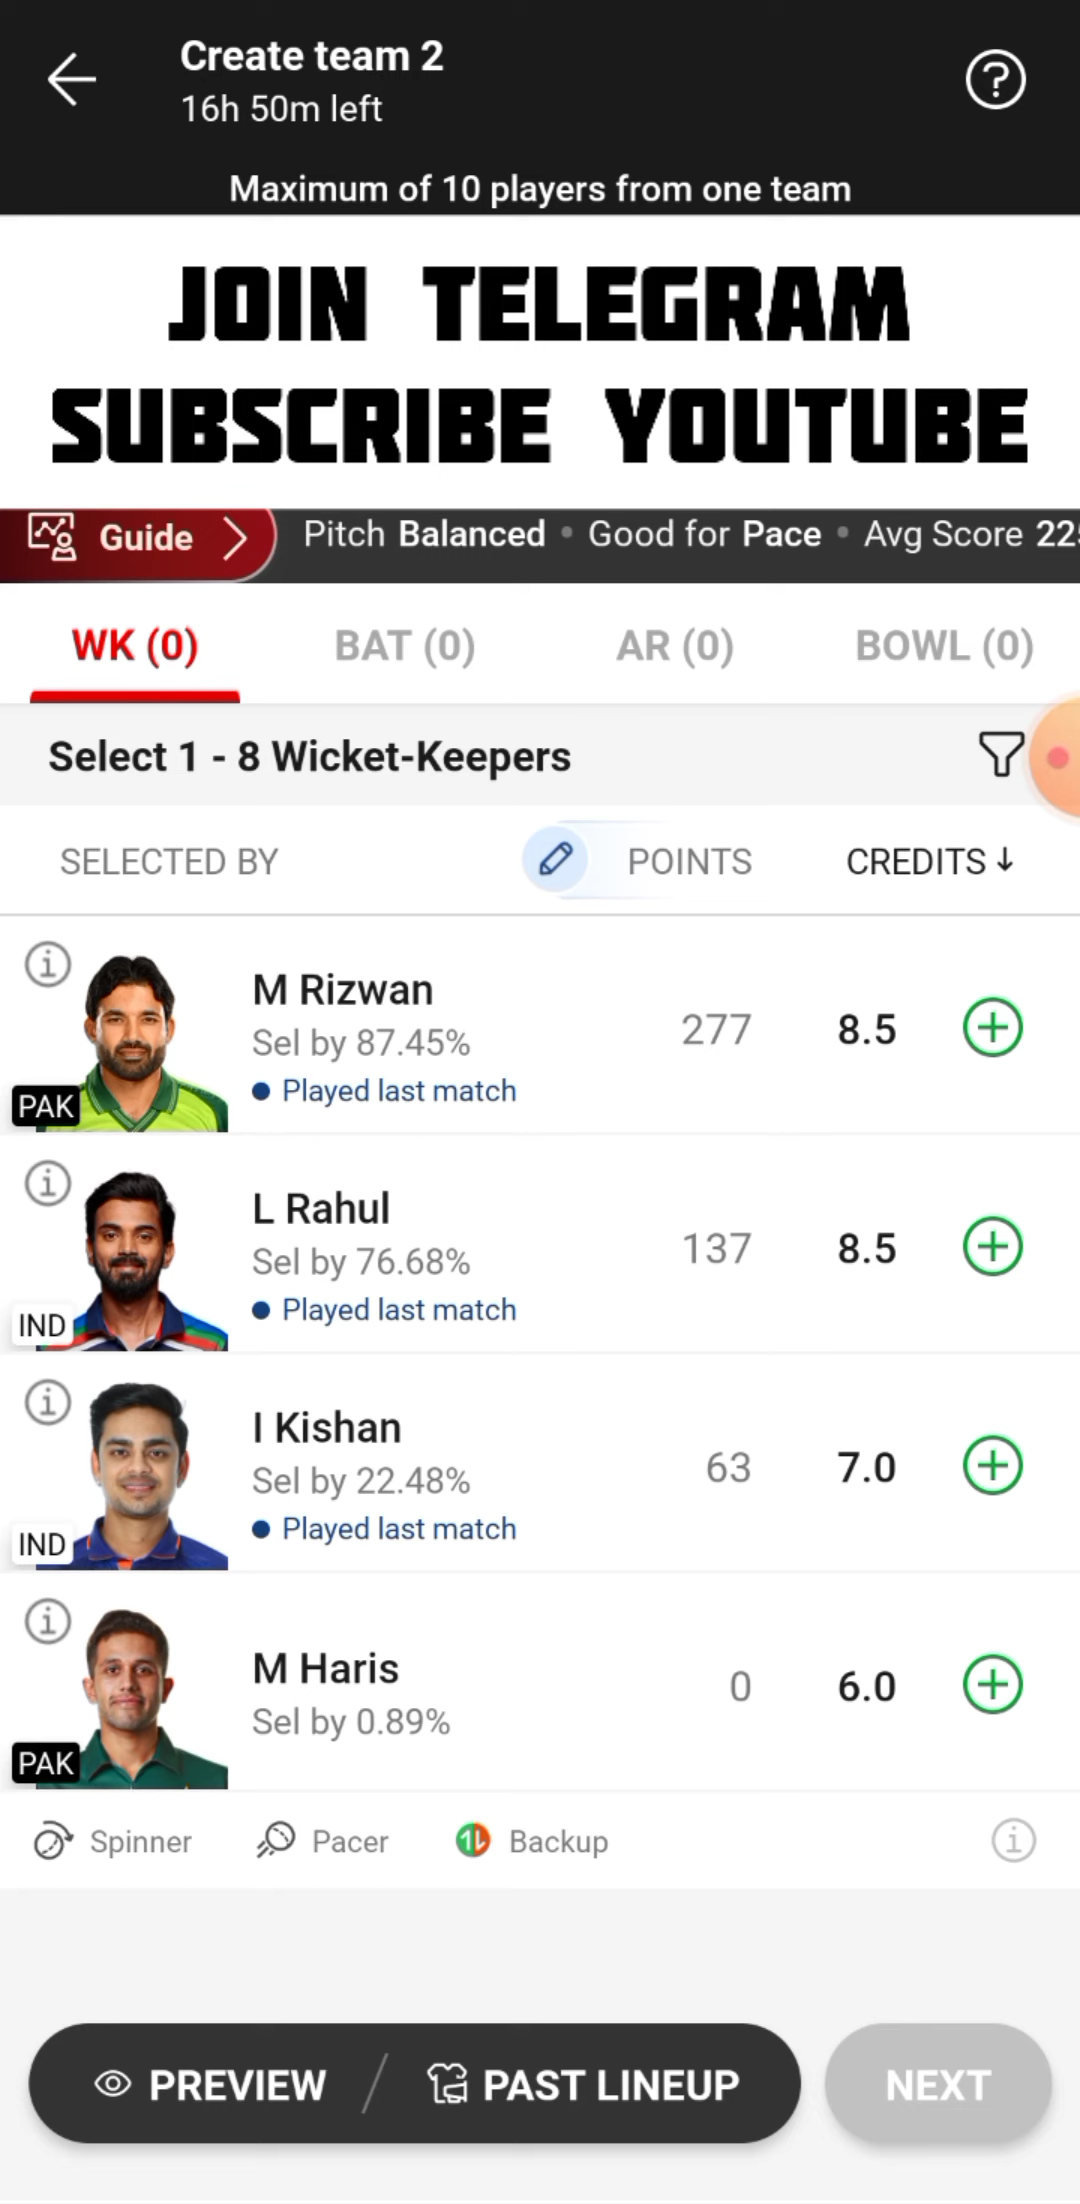 Create team 2
16h 50m left
Maximum of 10 players from one team
JOIN TELEGRAM
SUBSCRIBE YOUTUBE
Guide
Pitch Balanced • Good for Pace • Avg Score
WK (0) BAT (0) AR (0) BOWL (0)
Select 1 - 8 Wicket-Keepers
SELECTED BY POINTS CREDITS↓
M Rizwan
Sel by 87.45%
Played last match
277 8.5
PAK
L Rahul
Sel by 76.68%
Played last match
137 8.5
IND
I Kishan
Sel by 22.48%
Played last match
63 7.0
IND
M Haris
Sel by 0.89%
0 6.0
PAK
Spinner Pacer Backup
PREVIEW / PAST LINEUP NEXT